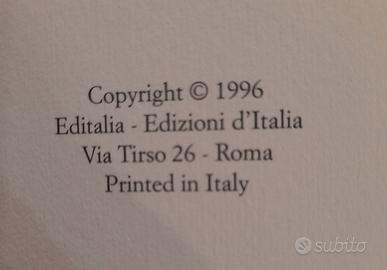 Copyright © 1996
Editalia - Edizioni d'Italia
Via Tirso 26 - Roma
Printed in Italy
subito